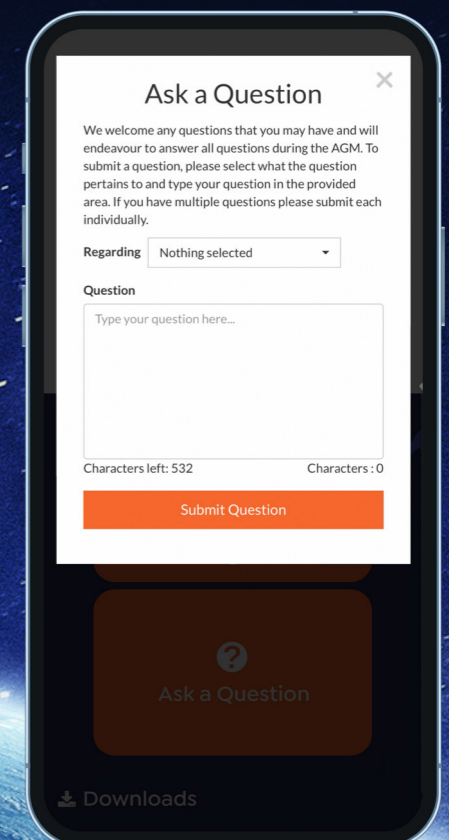 Ask a Question
×
We welcome any questions that you may have and will
endeavour to answer all questions during the AGM. To
submit a question, please select what the question
pertains to and type your question in the provided
area. If you have multiple questions please submit each
individually.
Regarding Nothing selected
Question
Type your question here...
Characters left: 532 Characters : 0
Submit Question
?
Ask a Question
Downloads